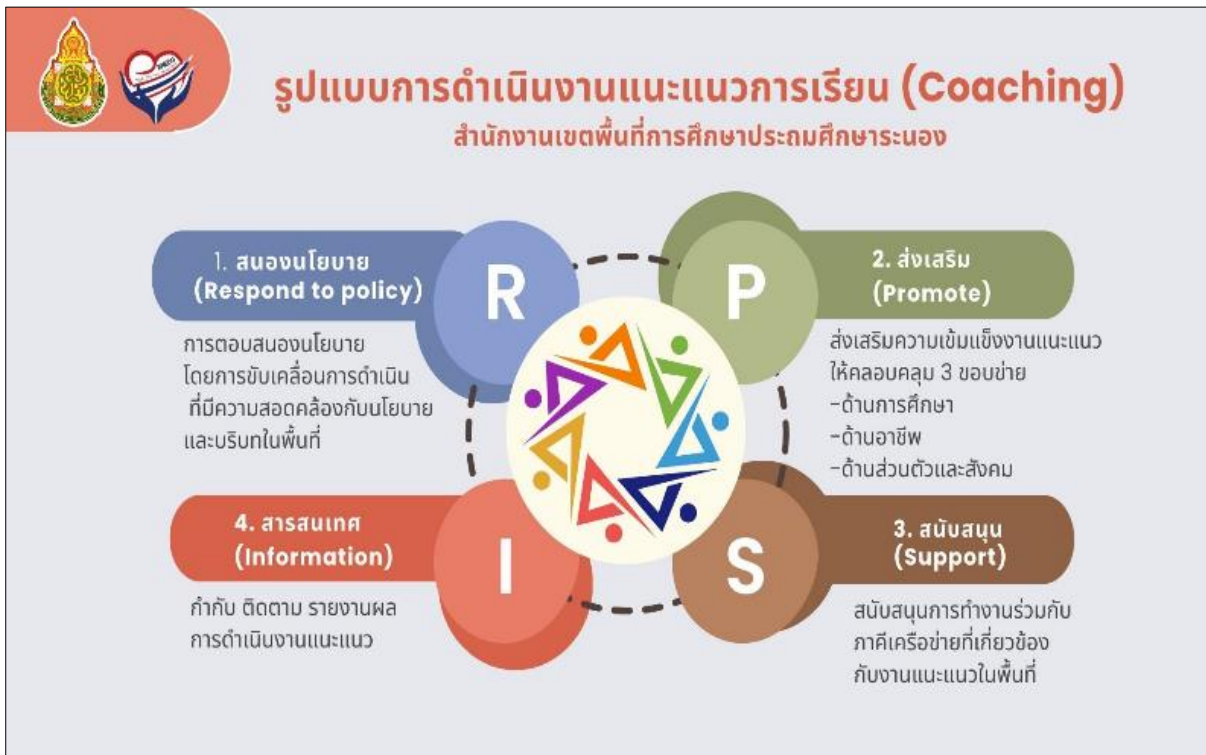 รูปแบบการดำเนินงานแนะแนวการเรียน (Coaching)
สำนักงานเขตพื้นที่การศึกษาประถมศึกษาระนอง
1. สนองนโยบาย
(Respond to policy)
R
การตอบสนองนโยบาย
โดยการขับเคลื่อนการดำเนิน
ที่มีความสอดคล้องกับนโยบาย
และบริบทในพื้นที่
P
2. ส่งเสริม
(Promote)
ส่งเสริมความเข้มแข็งงานแนะแนว
ให้คลอบคลุม 3 ขอบข่าย
-ด้านการศึกษา
-ด้านอาชีพ
-ด้านส่วนตัวและสังคม
S
3. สนับสนุน
(Support)
สนับสนุนการทำงานร่วมกับ
ภาคีเครือข่ายที่เกี่ยวข้อง
กับงานแนะแนวในพื้นที่
4. สารสนเทศ
(Information)
I
กำกับ ติดตาม รายงานผล
การดำเนินงานแนะแนว